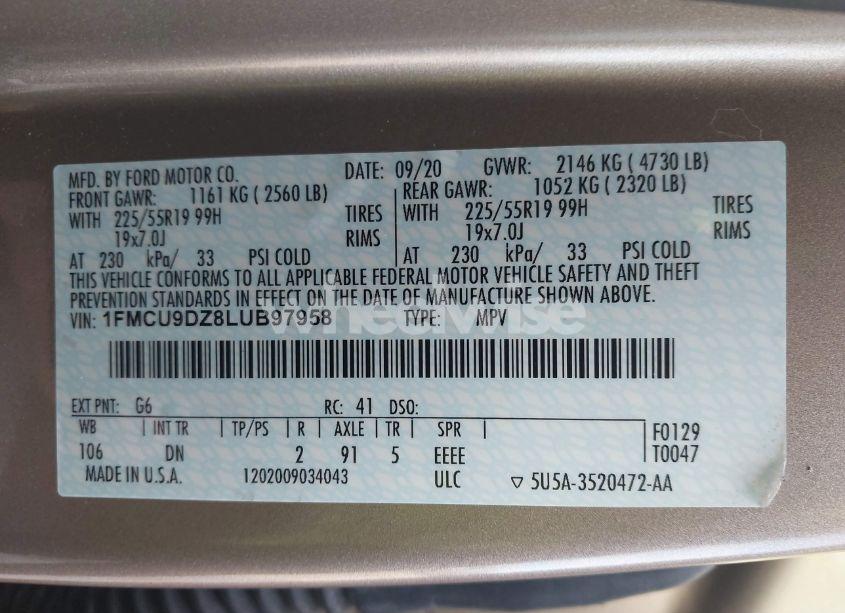 MFD. BY FORD MOTOR CO. DATE: 09/20 GVWR: 2146 KG ( 4730 LB)
FRONT GAWR: 1161 KG ( 2560 LB) REAR GAWR: 1052 KG ( 2320 LB)
WITH 225/55R19 99H TIRES WITH 225/55R19 99H TIRES
19x7.0J RIMS 19x7.0J RIMS
AT 230 kPa/ 33 PSI COLD AT 230 kPa/ 33 PSI COLD
THIS VEHICLE CONFORMS TO ALL APPLICABLE FEDERAL MOTOR VEHICLE SAFETY AND THEFT
PREVENTION STANDARDS IN EFFECT ON THE DATE OF MANUFACTURE SHOWN ABOVE.
VIN: 1FMCU9DZ8LUB97958 TYPE: MPV
wheelwise
EXT PNT: G6 RC: 41 DSO:
WB INT TR TP/PS R AXLE TR SPR F0129
106 DN 2 91 5 EEEE T0047
MADE IN U.S.A. 1202009034043 ULC ▽ 5U5A-3520472-AA